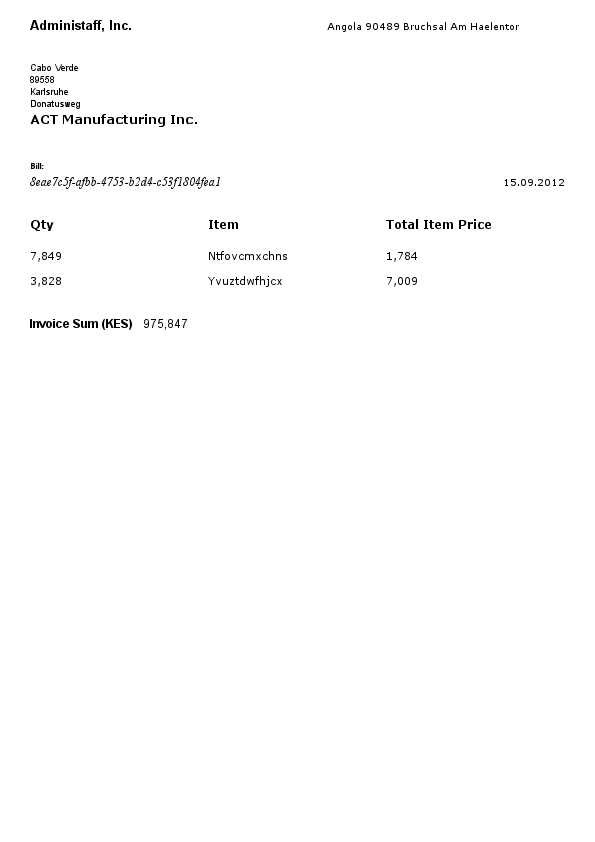 Administaff, Inc. Angola 90489 Bruchsal Am Haelentor
Cabo Verde
89558
Karlsruhe
Donatusweg
ACT Manufacturing Inc.
Bill:
8eae7c5f-afbb-4753-b2d4-c53f1804fea1 15.09.2012
Qty Item Total Item Price
7,849 Ntfovcmxchns 1,784
3,828 Yvuztdwfhjcx 7,009
Invoice Sum (KES) 975,847